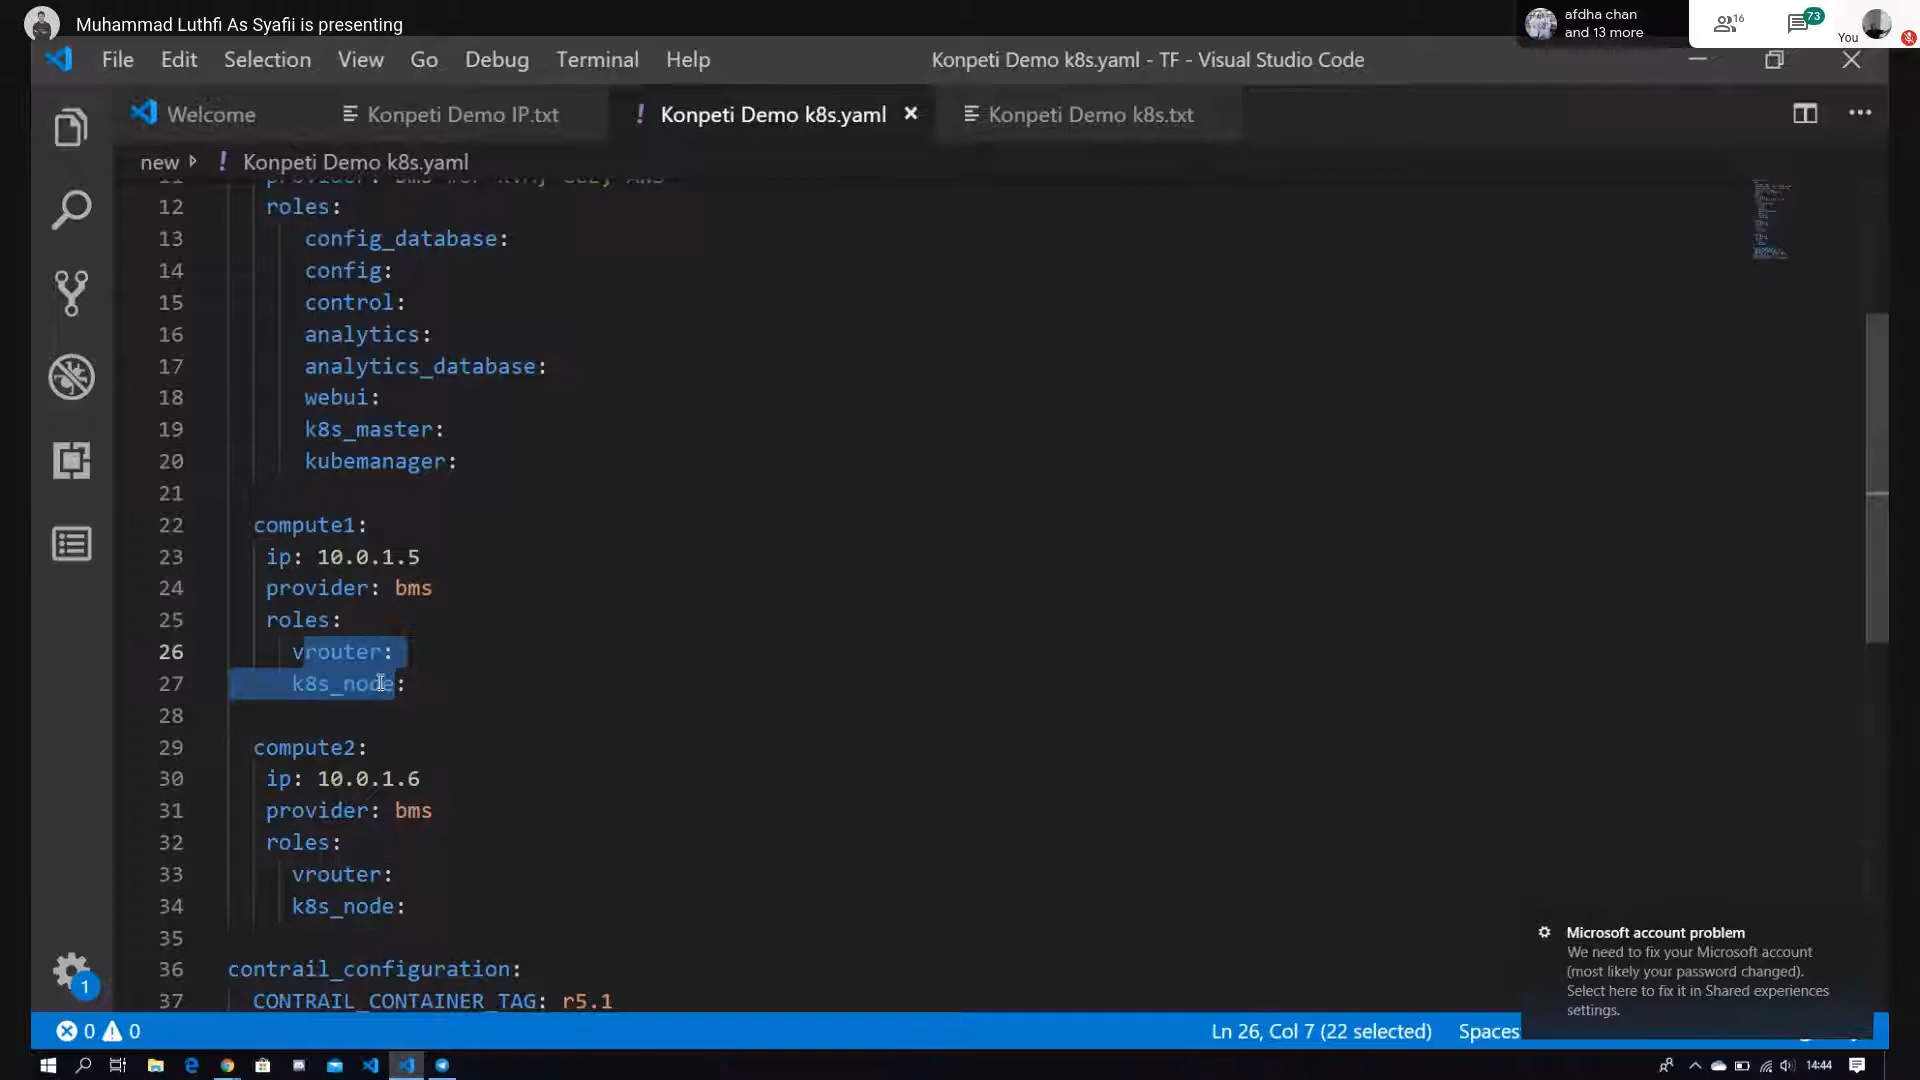 Muhammad Luthfi As Syafii is presenting
afdha chan
and 13 more
16
73
You
File Edit Selection View Go Debug Terminal Help
Konpeti Demo k8s.yaml - TF - Visual Studio Code
Welcome
Konpeti Demo IP.txt
! Konpeti Demo k8s.yaml
Konpeti Demo k8s.txt
new ! Konpeti Demo k8s.yaml
11 provider: bms
12 roles:
13 config_database:
14 config:
15 control:
16 analytics:
17 analytics_database:
18 webui:
19 k8s_master:
20 kubemanager:
21
22 compute1:
23 ip: 10.0.1.5
24 provider: bms
25 roles:
26 vrouter:
27 k8s_node:
28
29 compute2:
30 ip: 10.0.1.6
31 provider: bms
32 roles:
33 vrouter:
34 k8s_node:
35
36 contrail_configuration:
37 CONTRAIL_CONTAINER_TAG: r5.1
1
Microsoft account problem
We need to fix your Microsoft account
(most likely your password changed).
Select here to fix it in Shared experiences
settings.
0 0
Ln 26, Col 7 (22 selected)
Spaces
14:44